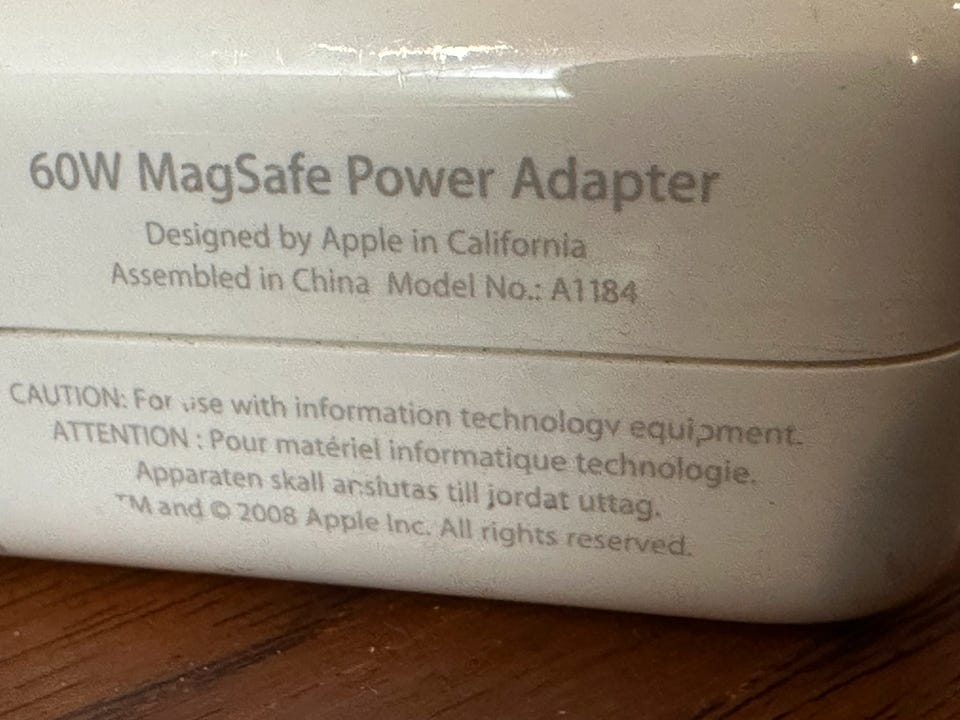 60W MagSafe Power Adapter
Designed by Apple in California
Assembled in China Model No.: A1184
CAUTION: For use with information technology equipment.
ATTENTION : Pour matériel informatique technologie.
Apparaten skall anslutas till jordat uttag.
™ and © 2008 Apple Inc. All rights reserved.